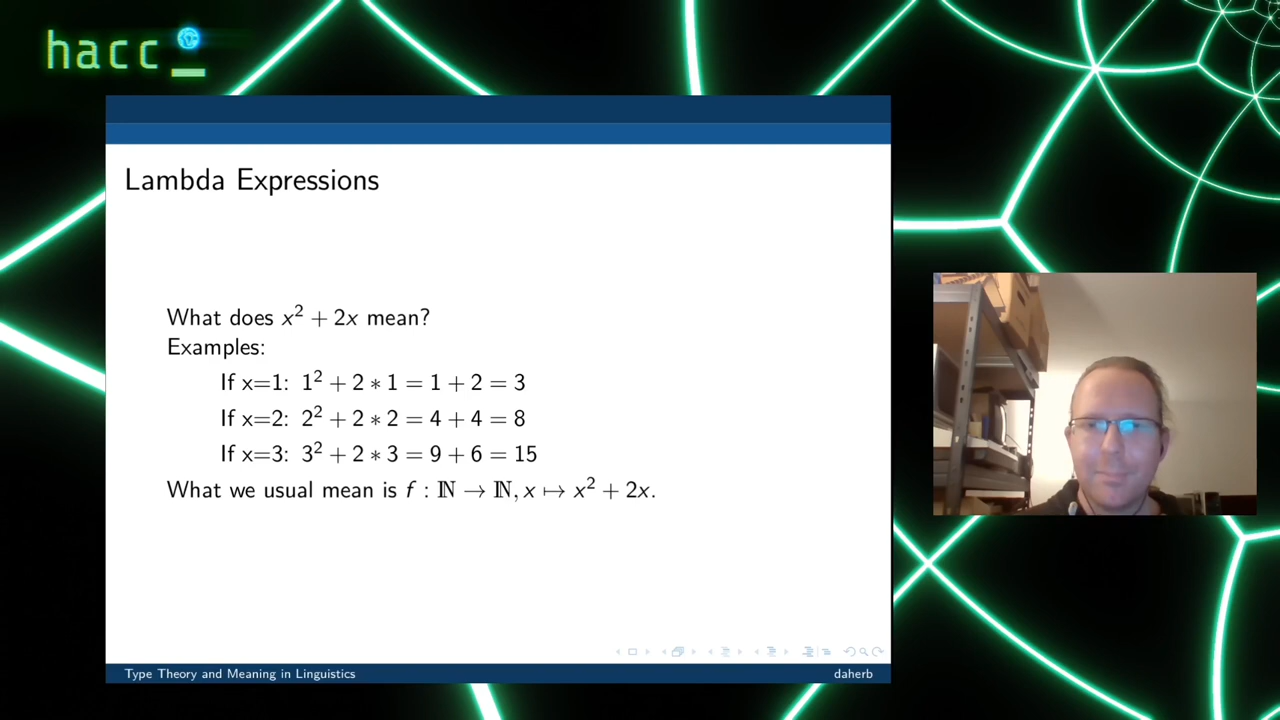 hacc
Lambda Expressions
What does x² + 2x mean?
Examples:
If x=1: 1² + 2 ∗ 1 = 1 + 2 = 3
If x=2: 2² + 2 ∗ 2 = 4 + 4 = 8
If x=3: 3² + 2 ∗ 3 = 9 + 6 = 15
What we usual mean is f : ℕ → ℕ, x ↦ x² + 2x.
Type Theory and Meaning in Linguistics
daherb